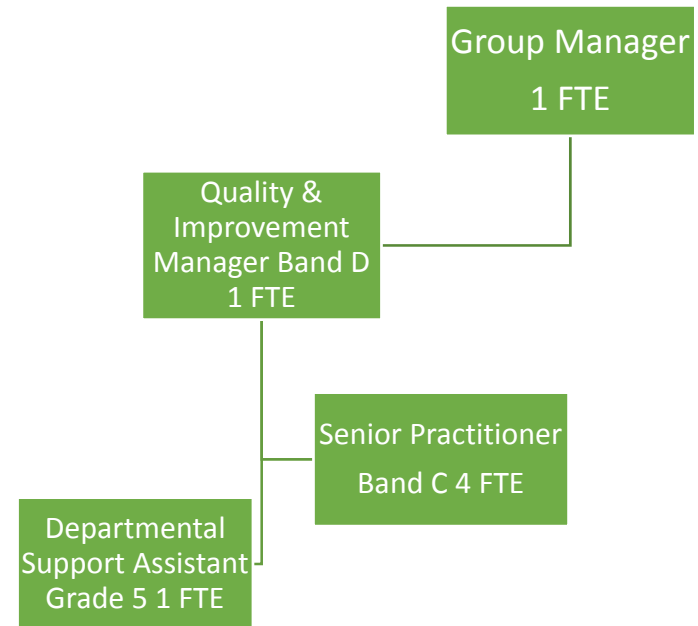 Group Manager
1 FTE
Quality &
Improvement
Manager Band D
1 FTE
Senior Practitioner
Band C 4 FTE
Departmental
Support Assistant
Grade 5 1 FTE